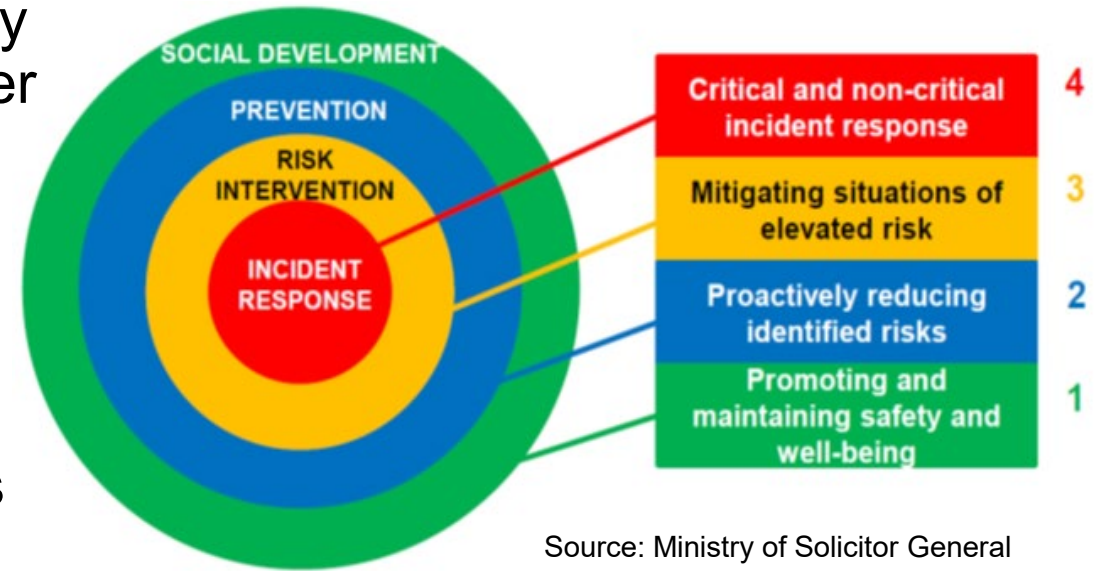 y
er
s
SOCIAL DEVELOPMENT
PREVENTION
RISK
INTERVENTION
INCIDENT
RESPONSE
Critical and non-critical
incident response
4
Mitigating situations of
elevated risk
3
Proactively reducing
identified risks
2
Promoting and
maintaining safety and
well-being
1
Source: Ministry of Solicitor General